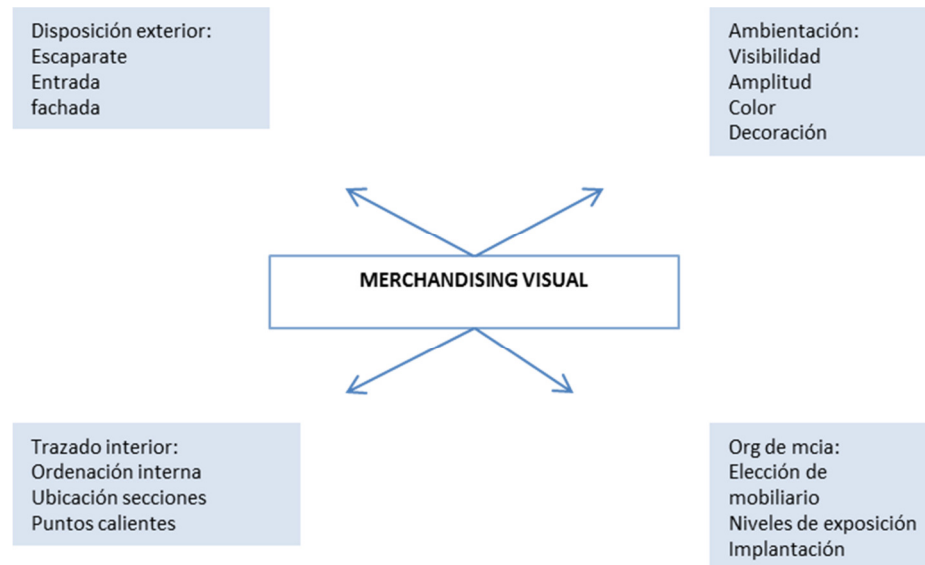 Disposición exterior:
Escaparate
Entrada
fachada
Ambientación:
Visibilidad
Amplitud
Color
Decoración
MERCHANDISING VISUAL
Trazado interior:
Ordenación interna
Ubicación secciones
Puntos calientes
Org de mcia:
Elección de
mobiliario
Niveles de exposición
Implantación